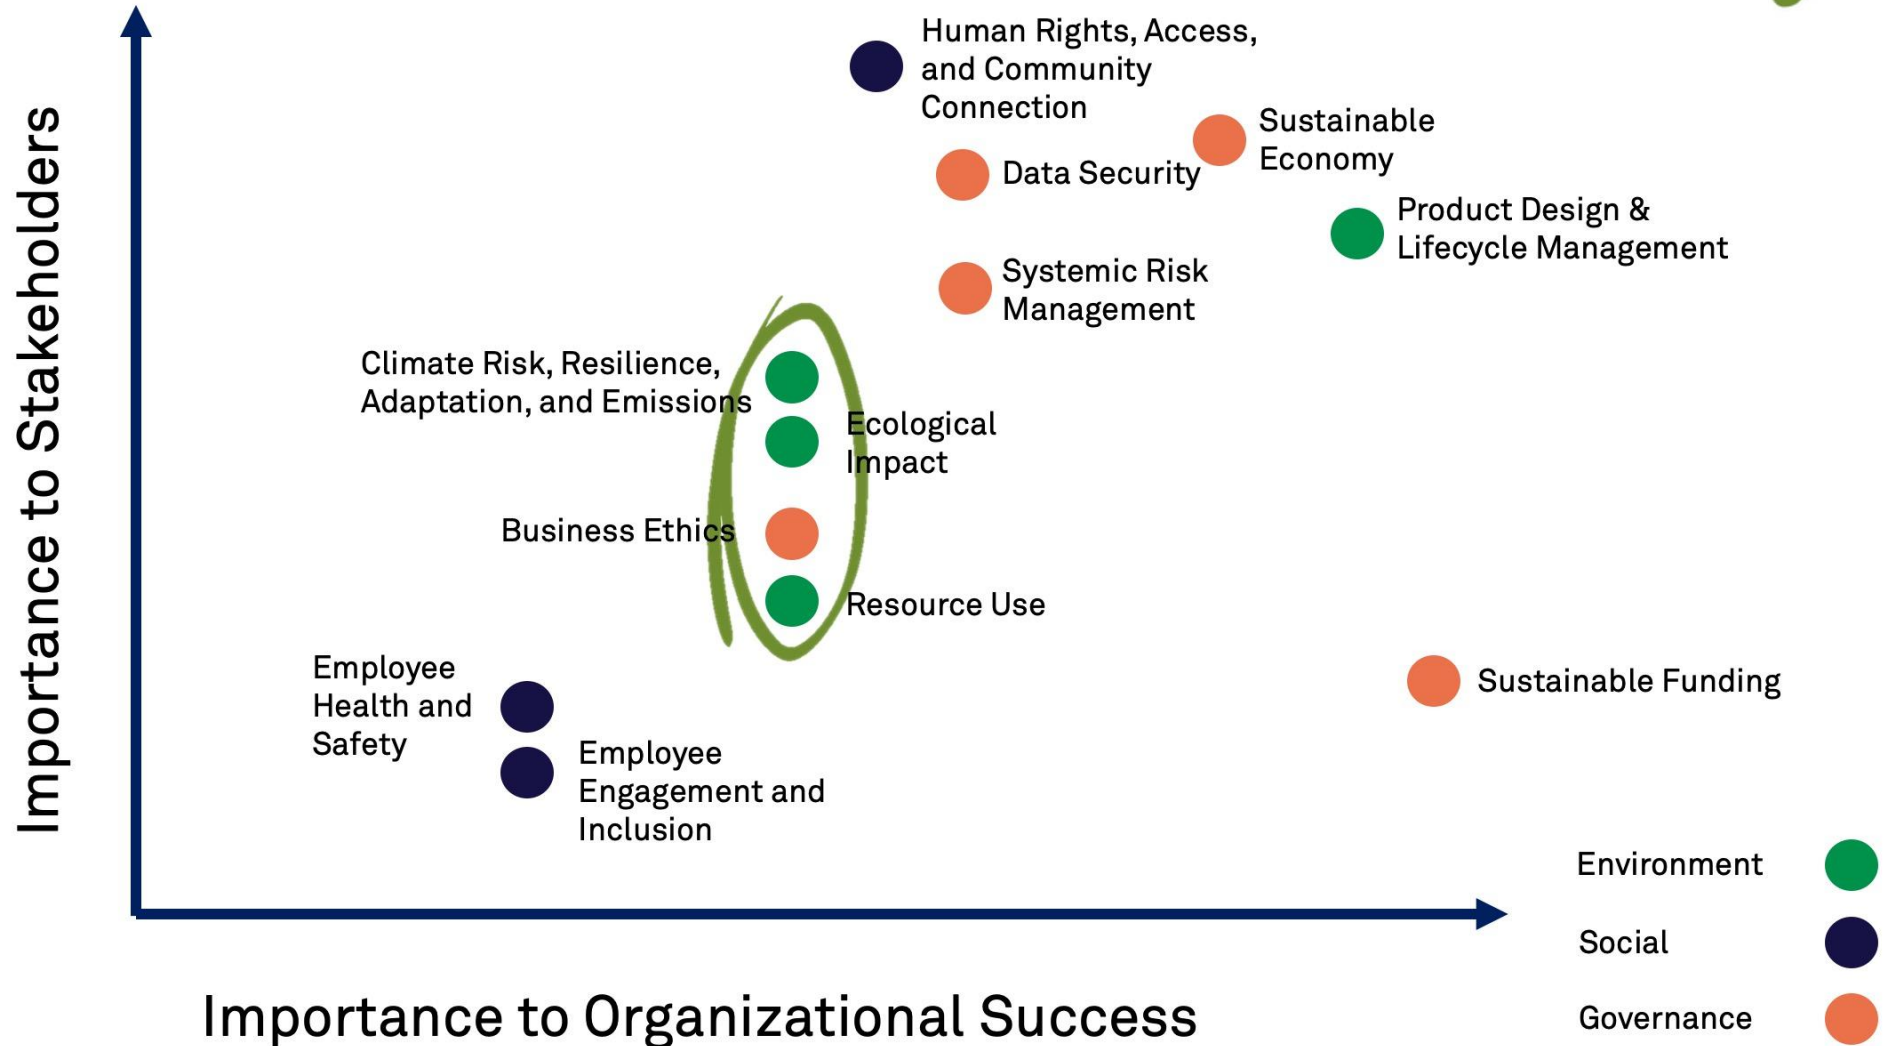 Importance to Stakeholders
Human Rights, Access,
and Community
Connection
Sustainable
Economy
Data Security
Product Design &
Lifecycle Management
Systemic Risk
Management
Climate Risk, Resilience,
Adaptation, and Emissions
Ecological
Impact
Business Ethics
Resource Use
Employee
Health and
Safety
Sustainable Funding
Employee
Engagement and
Inclusion
Environment
Social
Governance
Importance to Organizational Success